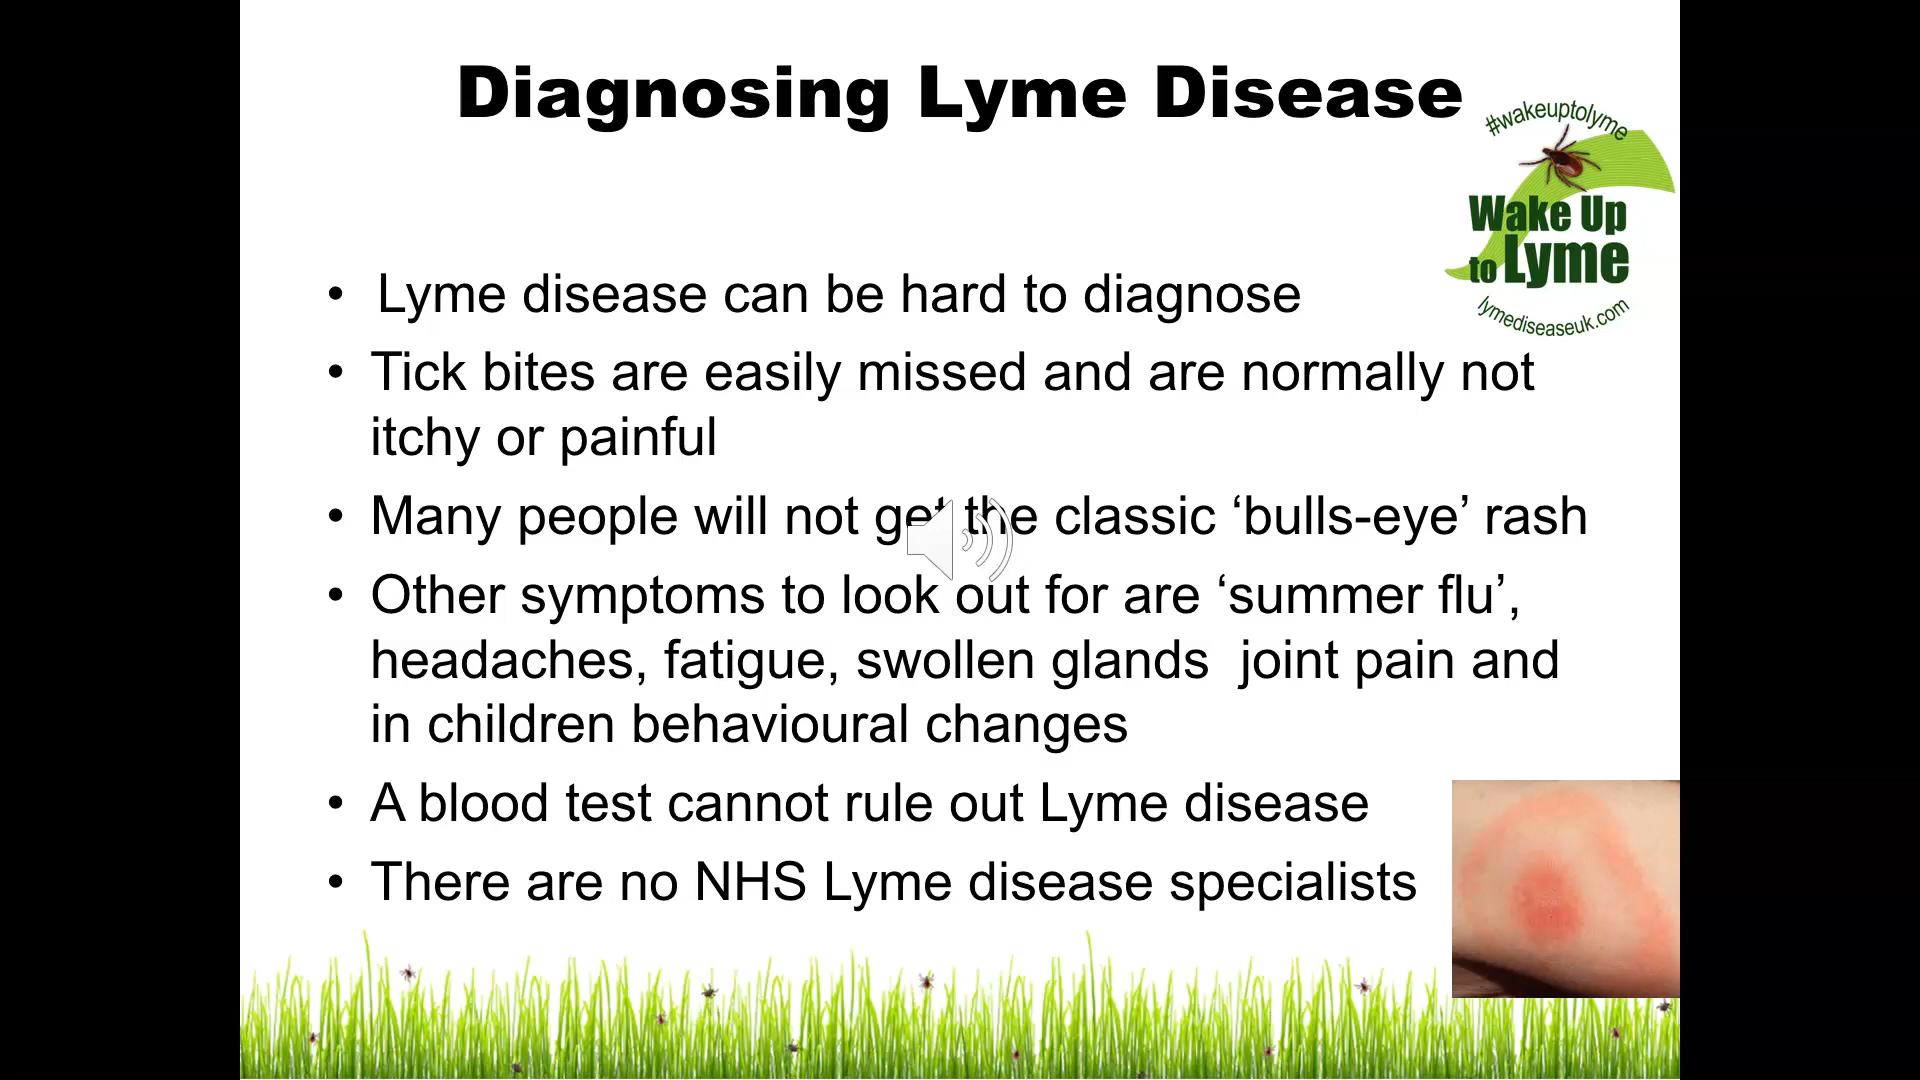 Diagnosing Lyme Disease
#wakeuptolyme
Wake Up
to Lyme
lymediseaseuk.com
• Lyme disease can be hard to diagnose
• Tick bites are easily missed and are normally not
itchy or painful
• Many people will not get the classic ‘bulls-eye’ rash
• Other symptoms to look out for are ‘summer flu’,
headaches, fatigue, swollen glands  joint pain and
in children behavioural changes
• A blood test cannot rule out Lyme disease
• There are no NHS Lyme disease specialists